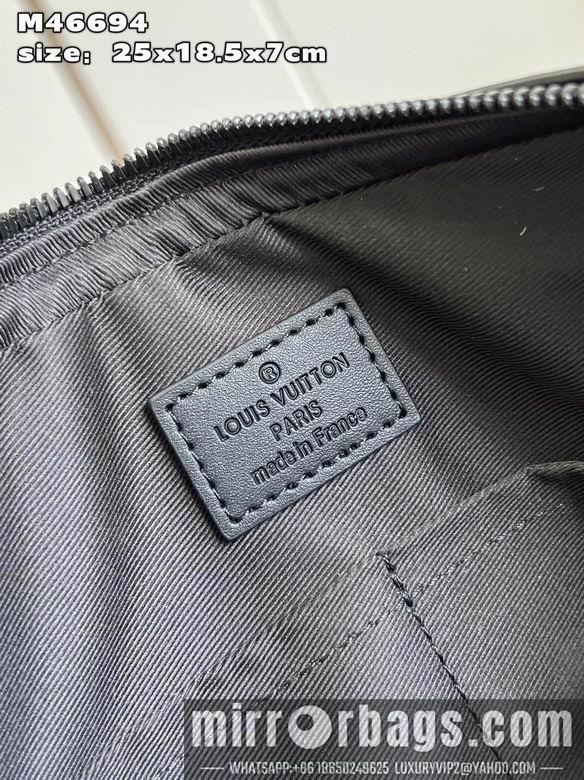 M46694
size: 25x18.5x7cm
®
LOUIS VUITTON
PARIS
made in France
mirrorbags.com
WHATSAPP:+86 18650249625 LUXURYVIP2@YAHOO.COM